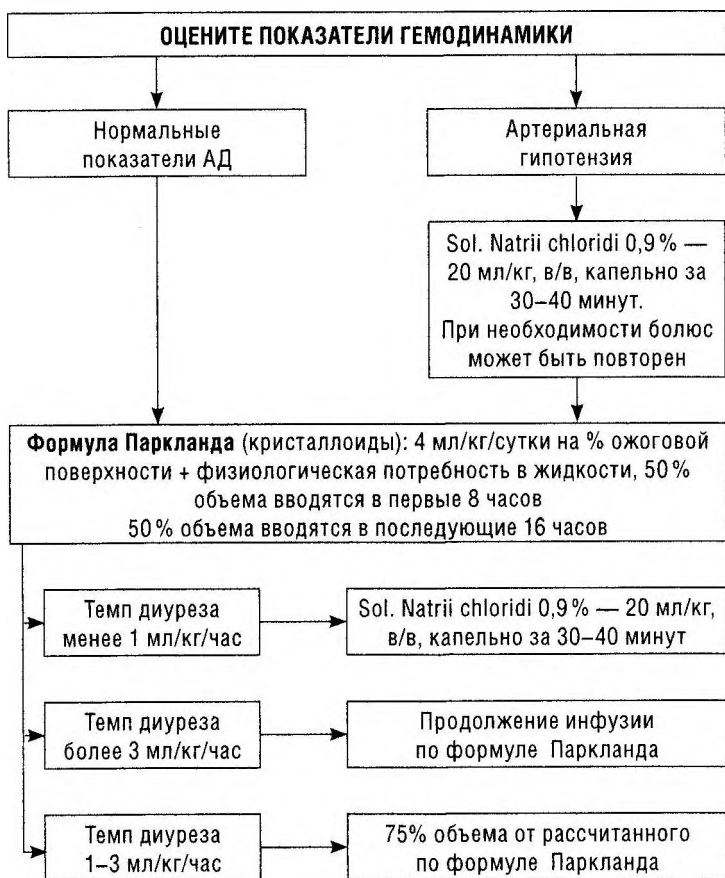 ОЦЕНИТЕ ПОКАЗАТЕЛИ ГЕМОДИНАМИКИ
Нормальные
показатели АД
Артериальная
гипотензия
Sol. Natrii chloridi 0,9 % —
20 мл/кг, в/в, капельно за
30–40 минут.
При необходимости болюс
может быть повторен
Формула Паркланда (кристаллоиды): 4 мл/кг/сутки на % ожоговой
поверхности + физиологическая потребность в жидкости, 50 %
объема вводятся в первые 8 часов
50 % объема вводятся в последующие 16 часов
Темп диуреза
менее 1 мл/кг/час
Sol. Natrii chloridi 0,9 % — 20 мл/кг,
в/в, капельно за 30–40 минут
Темп диуреза
более 3 мл/кг/час
Продолжение инфузии
по формуле Паркланда
Темп диуреза
1–3 мл/кг/час
75% объема от рассчитанного
по формуле Паркланда